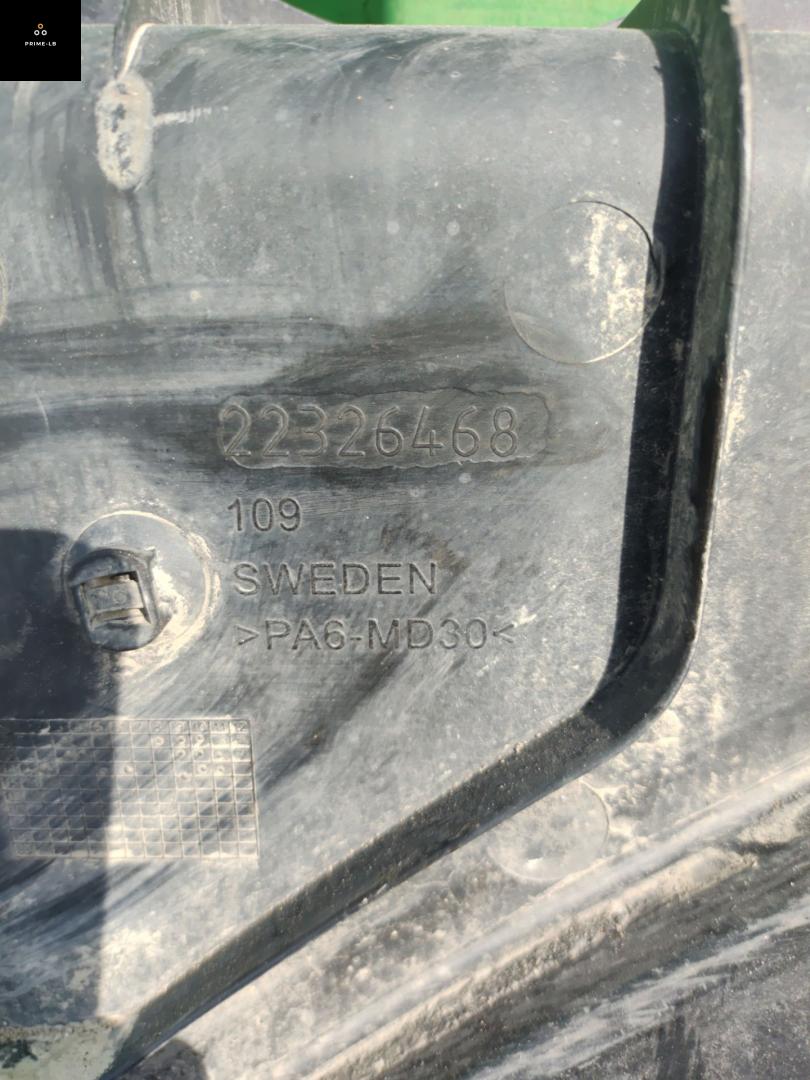 PRIME-LB
22326468
109
SWEDEN
>PA6-MD30<